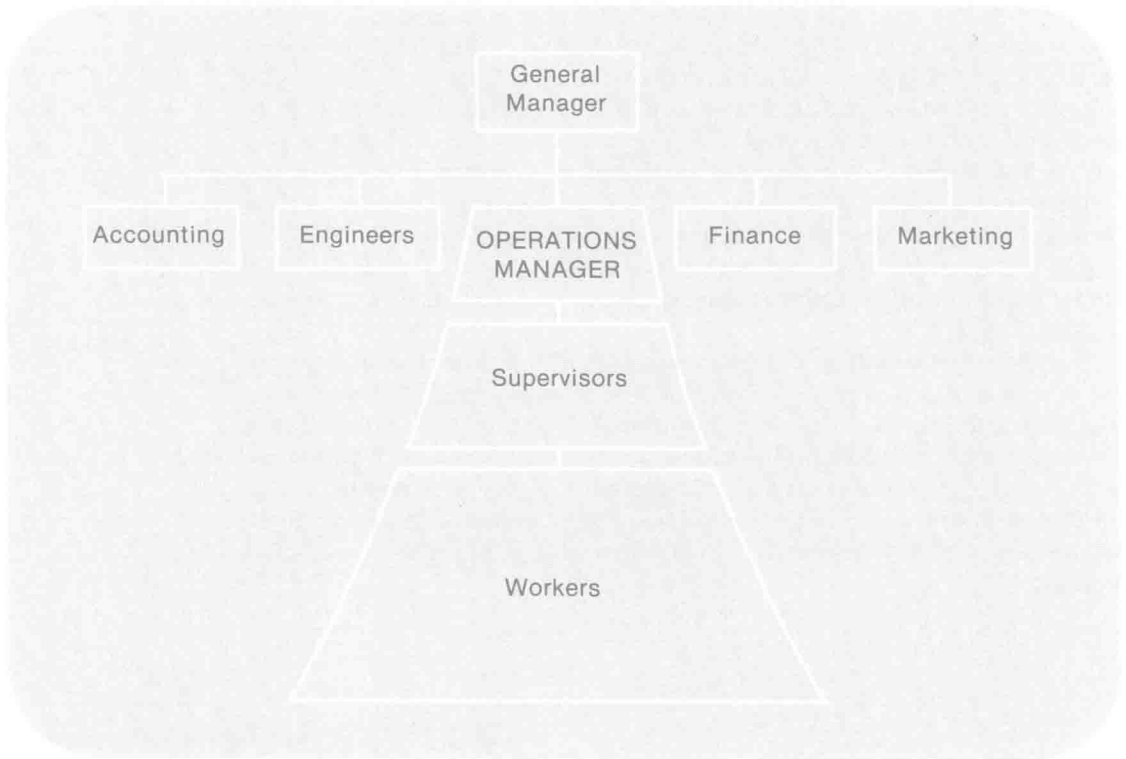 General
Manager
Accounting
Engineers
OPERATIONS
MANAGER
Finance
Marketing
Supervisors
Workers